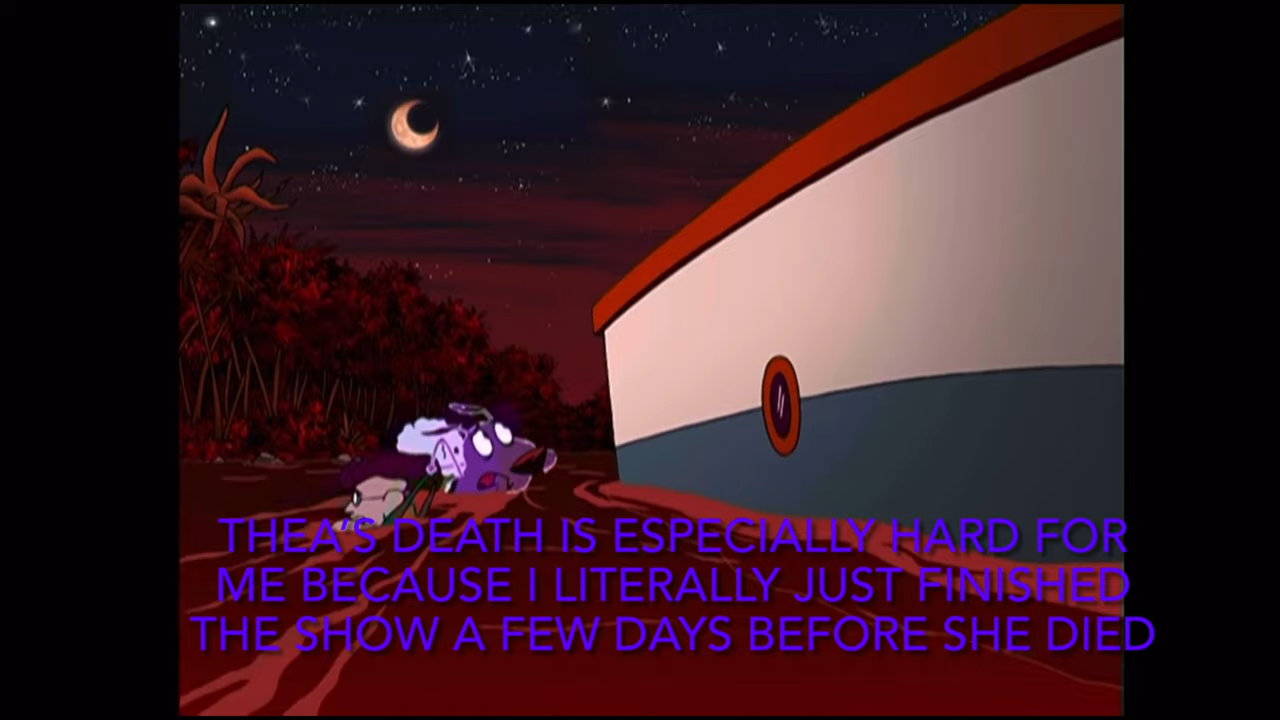 THEA'S DEATH IS ESPECIALLY HARD FOR
ME BECAUSE I LITERALLY JUST FINISHED
THE SHOW A FEW DAYS BEFORE SHE DIED